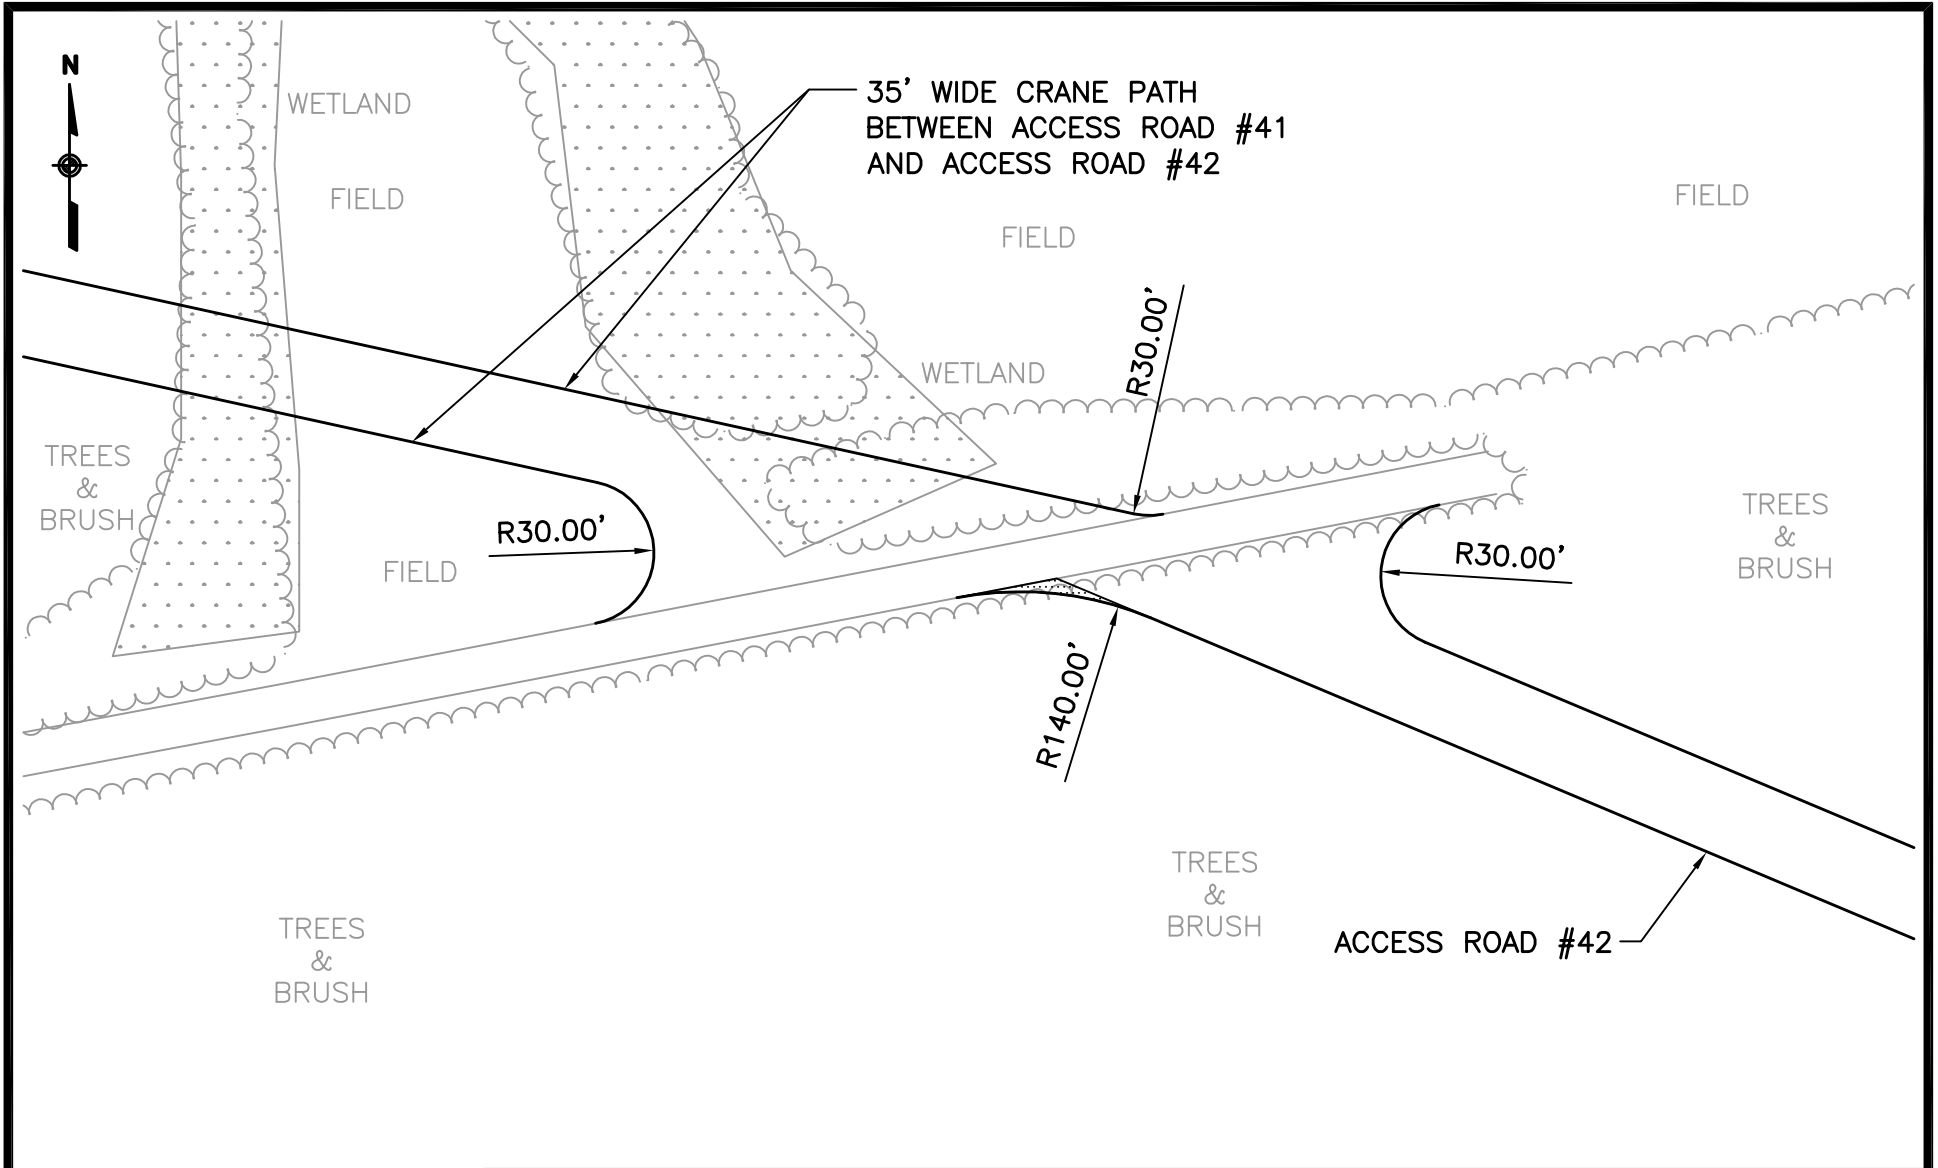 N
WETLAND
35' WIDE CRANE PATH
BETWEEN ACCESS ROAD #41
AND ACCESS ROAD #42
FIELD
FIELD
FIELD
R30.00'
WETLAND
TREES
&
BRUSH
R30.00'
FIELD
TREES
&
BRUSH
R30.00'
R140.00'
TREES
&
BRUSH
ACCESS ROAD #42
TREES
&
BRUSH